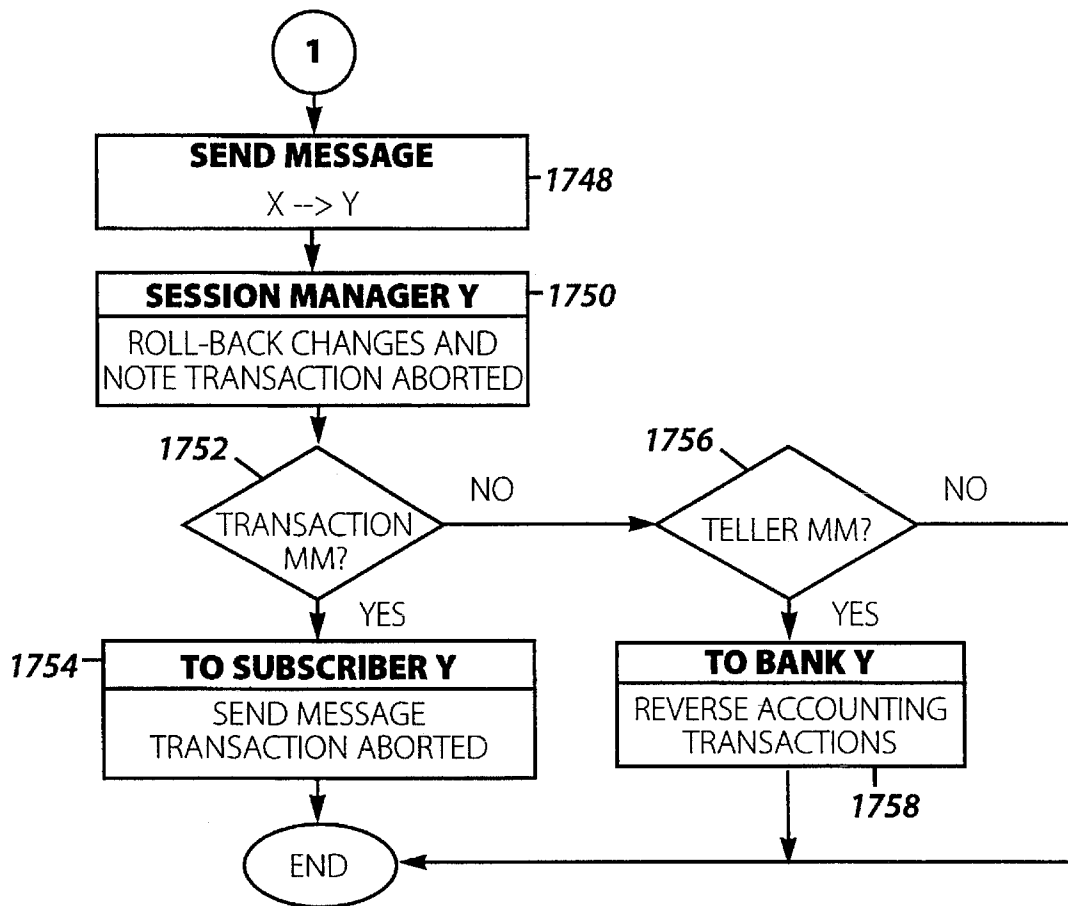 1
SEND MESSAGE
X --> Y
1748
SESSION MANAGER Y
1750
ROLL-BACK CHANGES AND
NOTE TRANSACTION ABORTED
1752
TRANSACTION
MM?
NO
YES
1756
TELLER MM?
NO
YES
1754
TO SUBSCRIBER Y
SEND MESSAGE
TRANSACTION ABORTED
TO BANK Y
REVERSE ACCOUNTING
TRANSACTIONS
1758
END